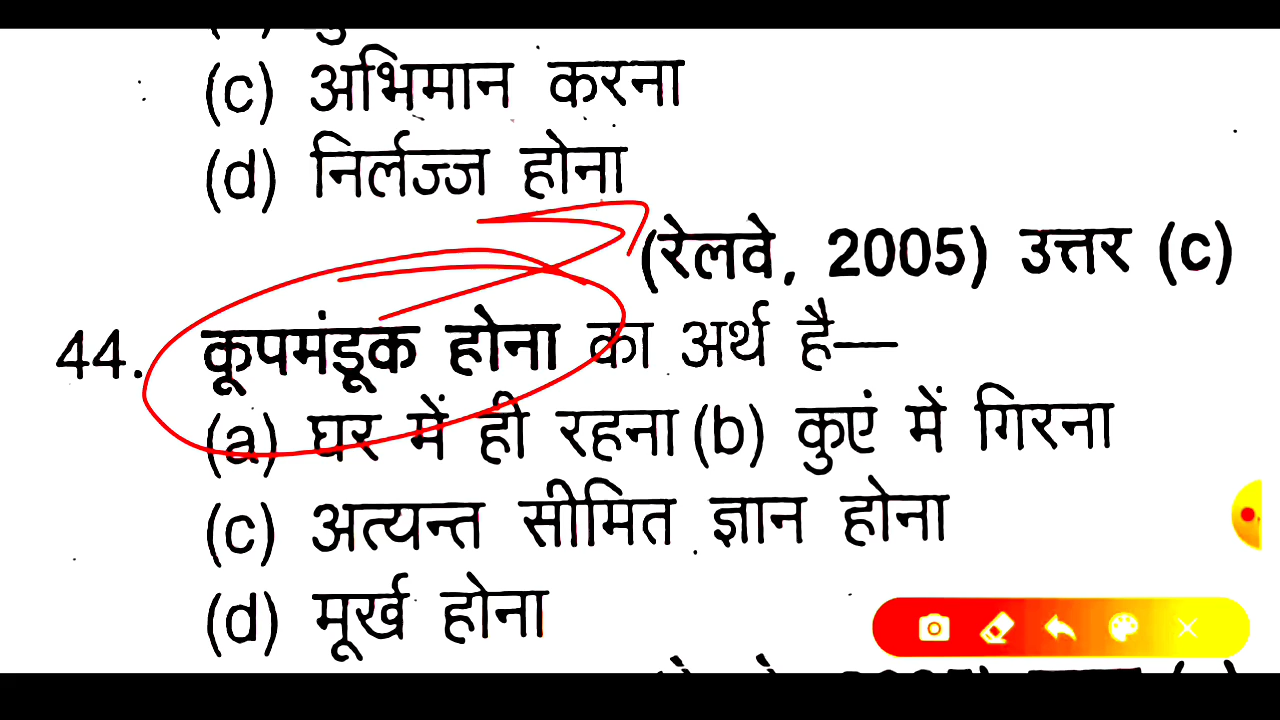 (c) अभिमान करना
(d) निर्लज्ज होना
(रेलवे, 2005) उत्तर (c)
44. कूपमंडूक होना का अर्थ है—
(a) घर में ही रहना (b) कुएं में गिरना
(c) अत्यन्त सीमित ज्ञान होना
(d) मूर्ख होना